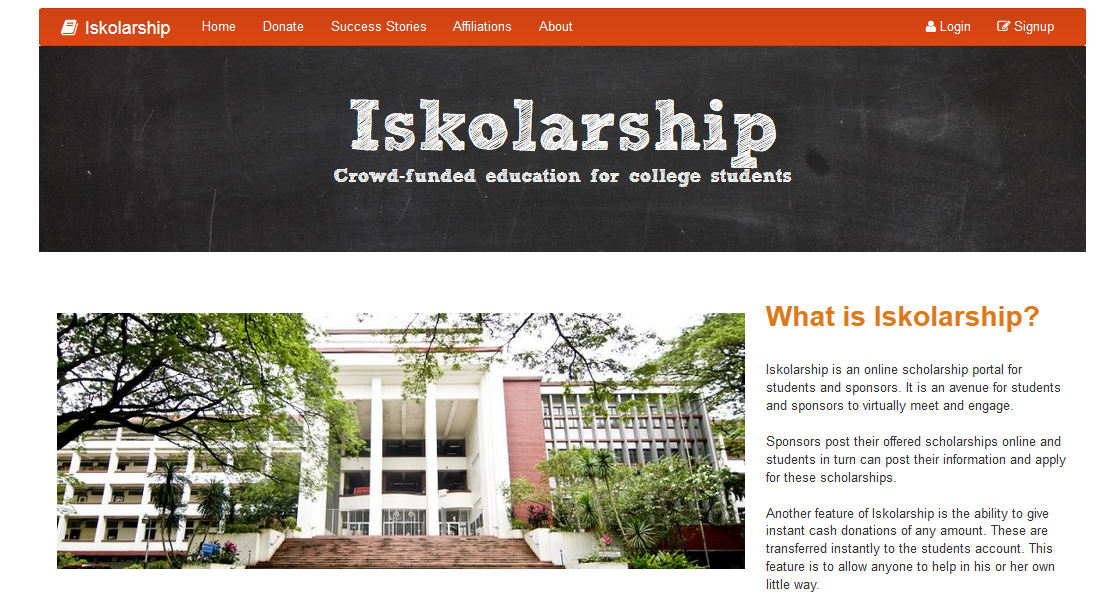 Iskolarship Home Donate Success Stories Affiliations About Login Signup
Iskolarship
Crowd-funded education for college students
What is Iskolarship?
Iskolarship is an online scholarship portal for
students and sponsors. It is an avenue for students
and sponsors to virtually meet and engage.
Sponsors post their offered scholarships online and
students in turn can post their information and apply
for these scholarships.
Another feature of Iskolarship is the ability to give
instant cash donations of any amount. These are
transferred instantly to the students account. This
feature is to allow anyone to help in his or her own
little way.